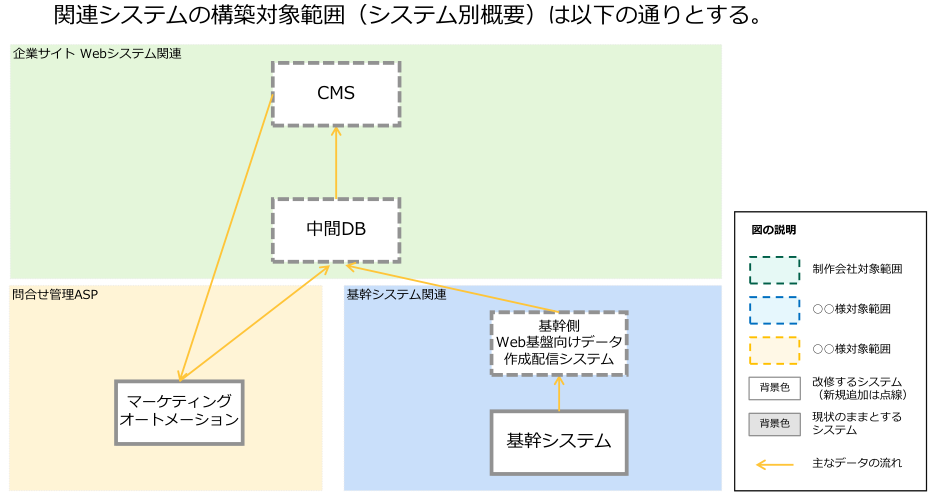 関連システムの構築対象範囲（システム別概要）は以下の通りとする。
企業サイト Webシステム関連
CMS
中間DB
問合せ管理ASP
マーケティング
オートメーション
基幹システム関連
基幹側
Web基盤向けデータ
作成配信システム
基幹システム
図の説明
制作会社対象範囲
○○様対象範囲
○○様対象範囲
背景色
改修するシステム
（新規追加は点線）
背景色
現状のままとする
システム
主なデータの流れ